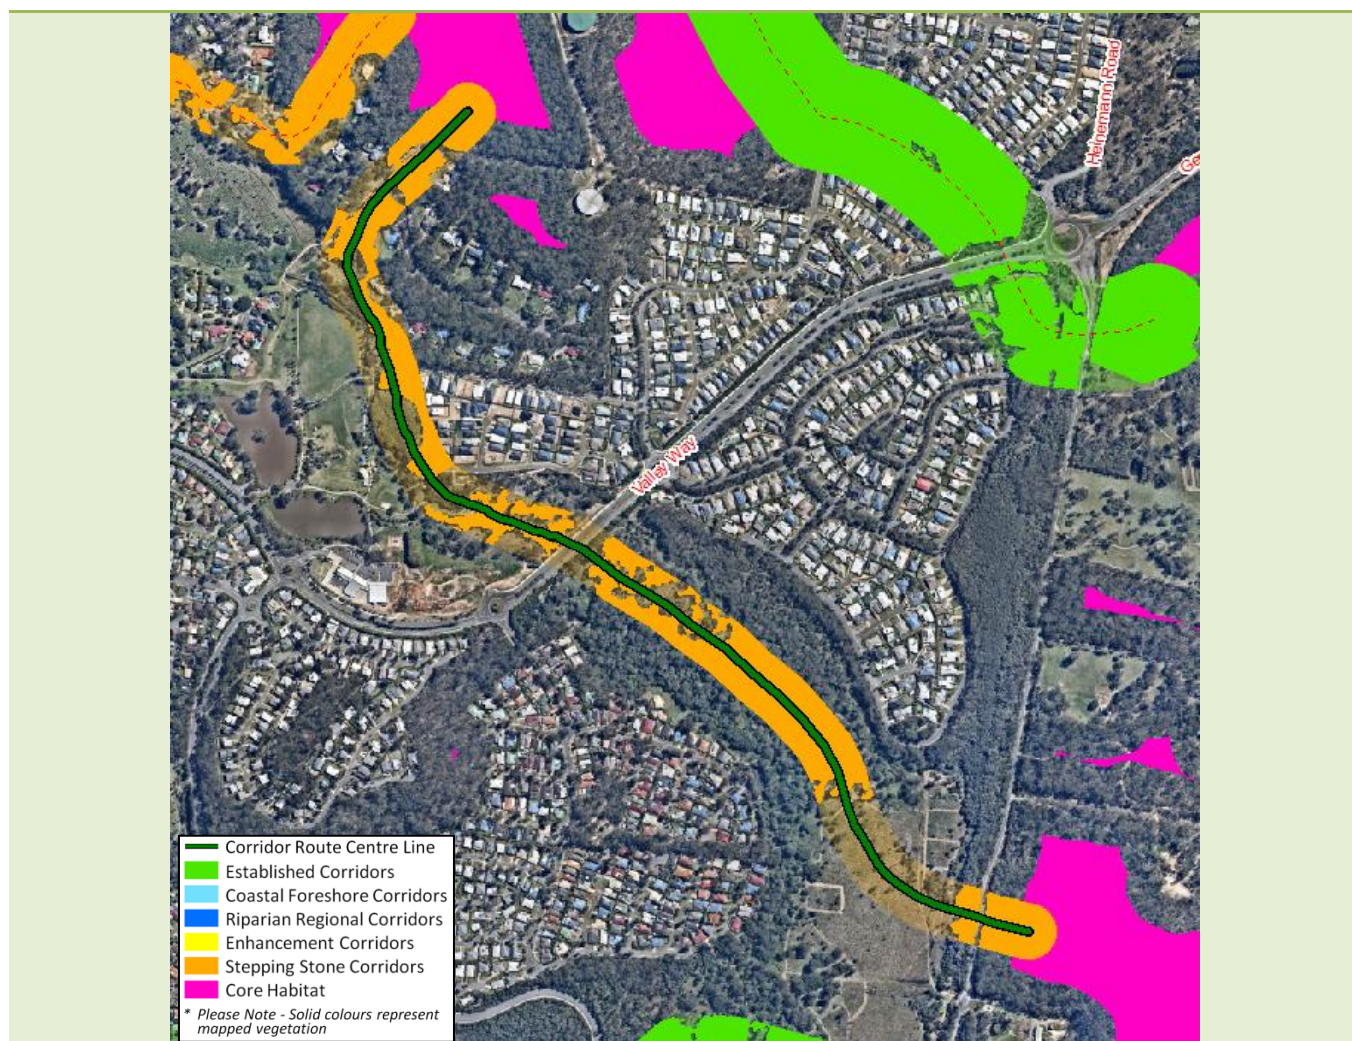 Heinemann Road
Ge
Valley Way
Corridor Route Centre Line
Established Corridors
Coastal Foreshore Corridors
Riparian Regional Corridors
Enhancement Corridors
Stepping Stone Corridors
Core Habitat
* Please Note - Solid colours represent
mapped vegetation